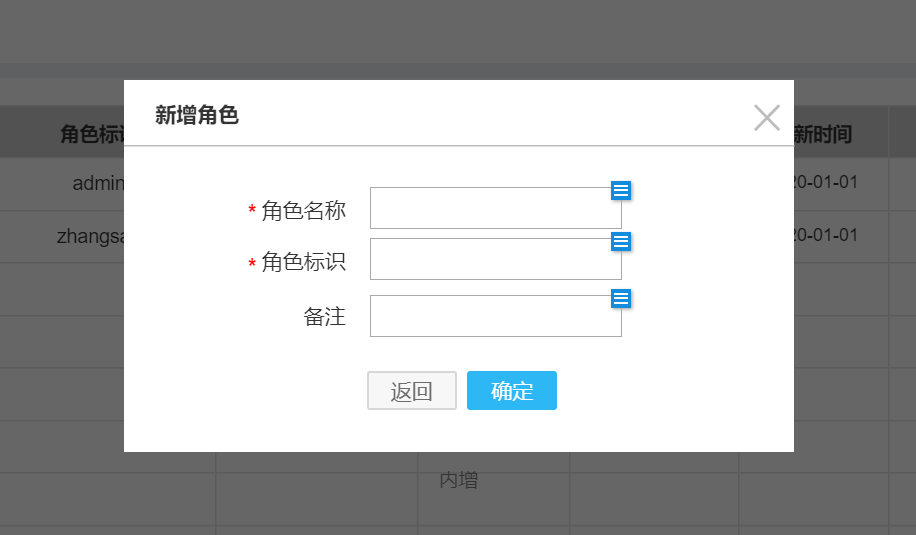 新增角色
角色标
新时间
admin
20-01-01
zhangsa
20-01-01
* 角色名称
* 角色标识
备注
返回 确定
内增